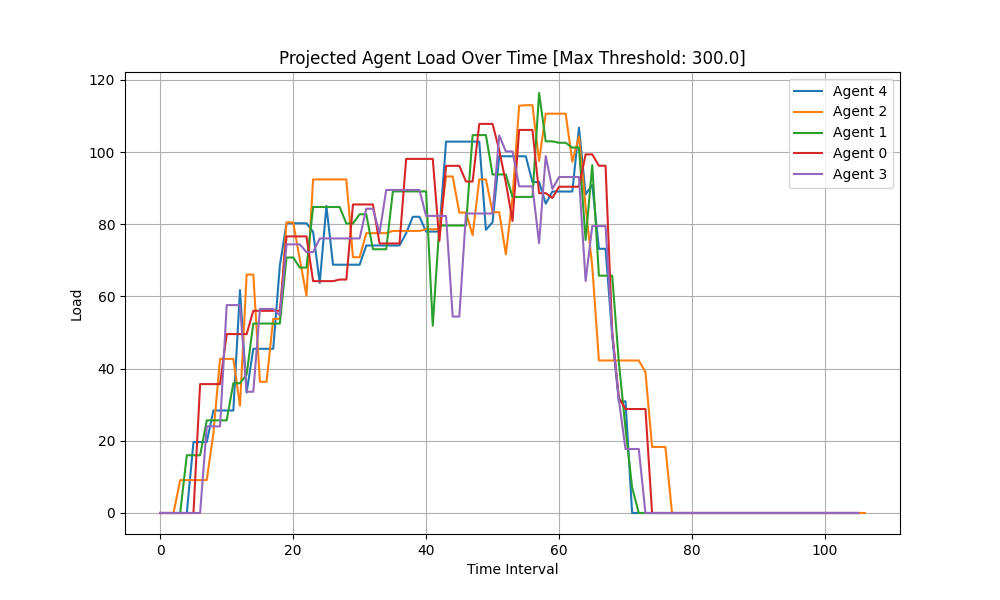 Projected Agent Load Over Time [Max Threshold: 300.0]
120
100
80
60
40
20
0
Load
Agent 4
Agent 2
Agent 1
Agent 0
Agent 3
0
20
40
60
80
100
Time Interval